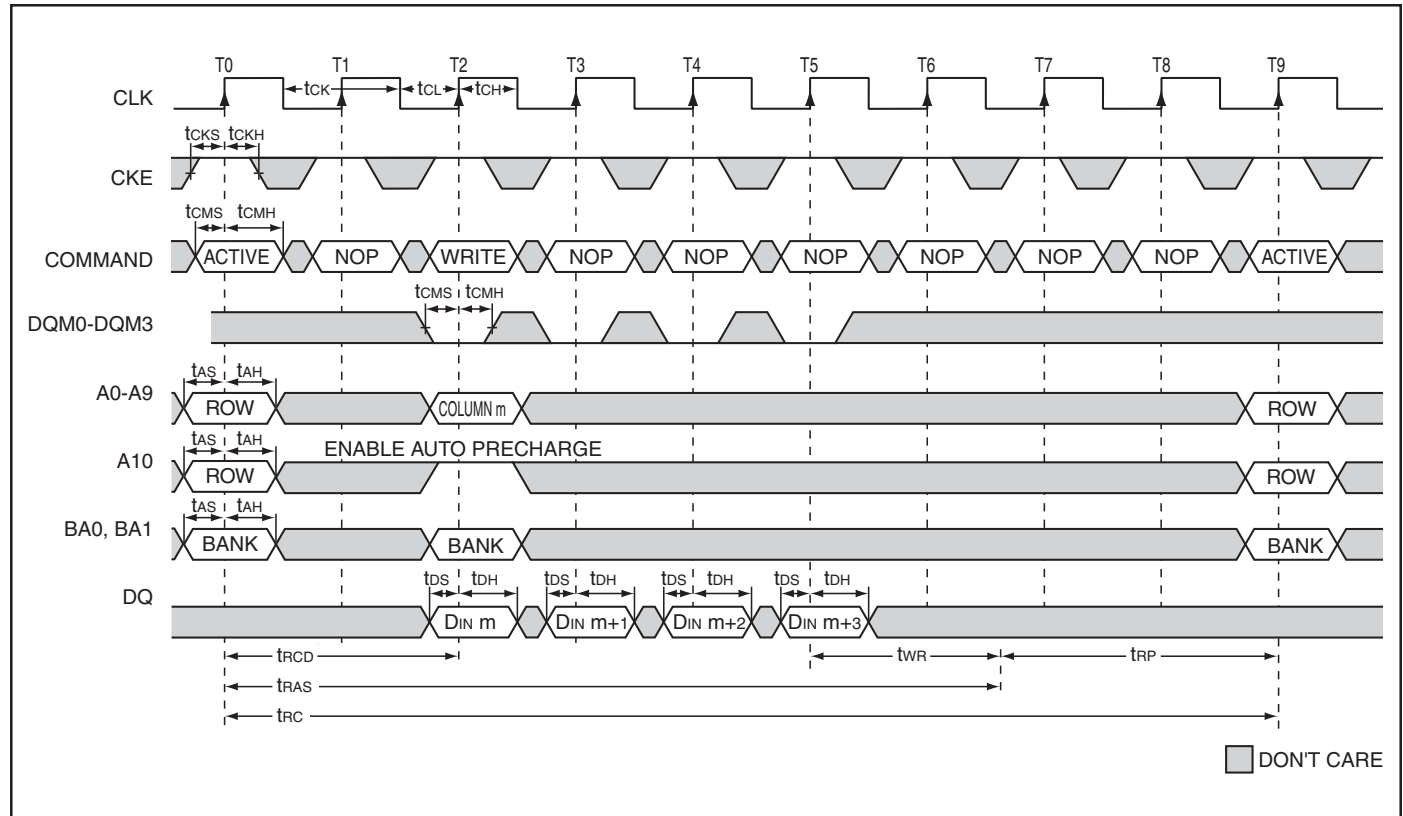 T0 T1 T2 T3 T4 T5 T6 T7 T8 T9
CLK tCK tCL tCH
tCKS tCKH
CKE
tCMS tCMH
COMMAND ACTIVE NOP WRITE NOP NOP NOP NOP NOP NOP ACTIVE
tCMS tCMH
DQM0-DQM3
tAS tAH
A0-A9 ROW COLUMN m ROW
tAS tAH ENABLE AUTO PRECHARGE
A10 ROW ROW
tAS tAH
BA0, BA1 BANK BANK BANK
tDS tDH tDS tDH tDS tDH tDS tDH
DQ DIN m DIN m+1 DIN m+2 DIN m+3
tRCD tWR tRP
tRAS
tRC
DON'T CARE